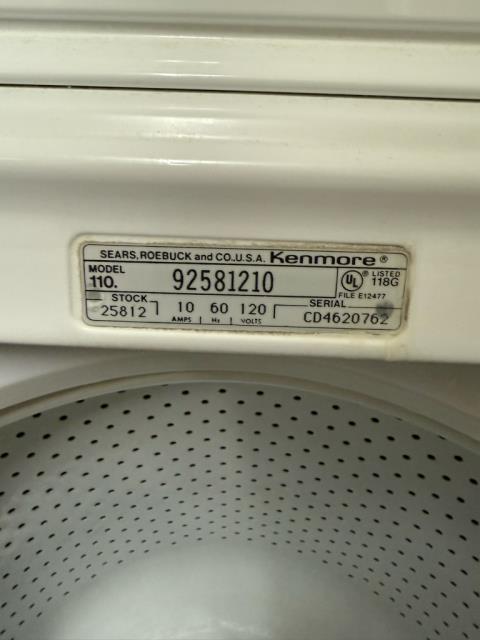 SEARS, ROEBUCK and CO., U.S.A. Kenmore ®
MODEL
110. 92581210
UL ® LISTED
118G
FILE E12477
STOCK
25812
10 60 120
AMPS Hz VOLTS
SERIAL
CD4620762